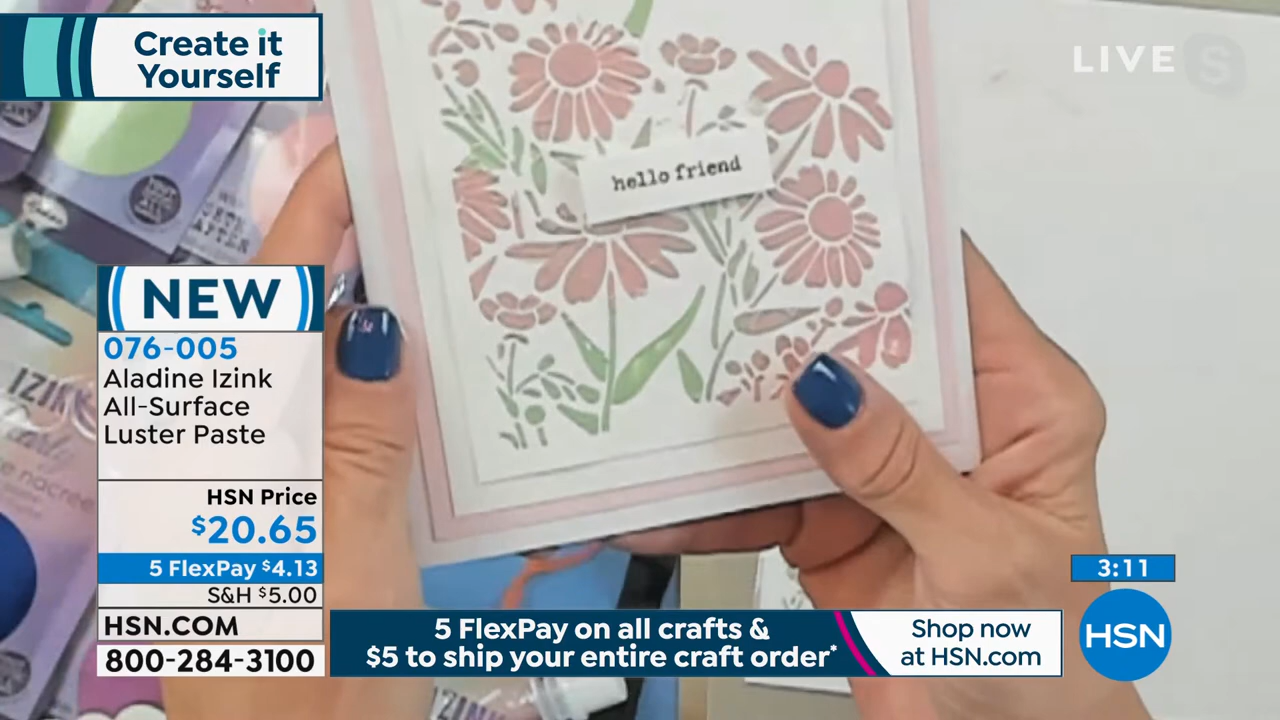 Create it
Yourself
LIVE
S
hello friend
NEW
076-005
Aladine Izink
All-Surface
Luster Paste
HSN Price
$20.65
5 FlexPay $4.13
S&H $5.00
HSN.COM
800-284-3100
IZINK
5 FlexPay on all crafts &
$5 to ship your entire craft order*
Shop now
at HSN.com
3:11
HSN
IZINK